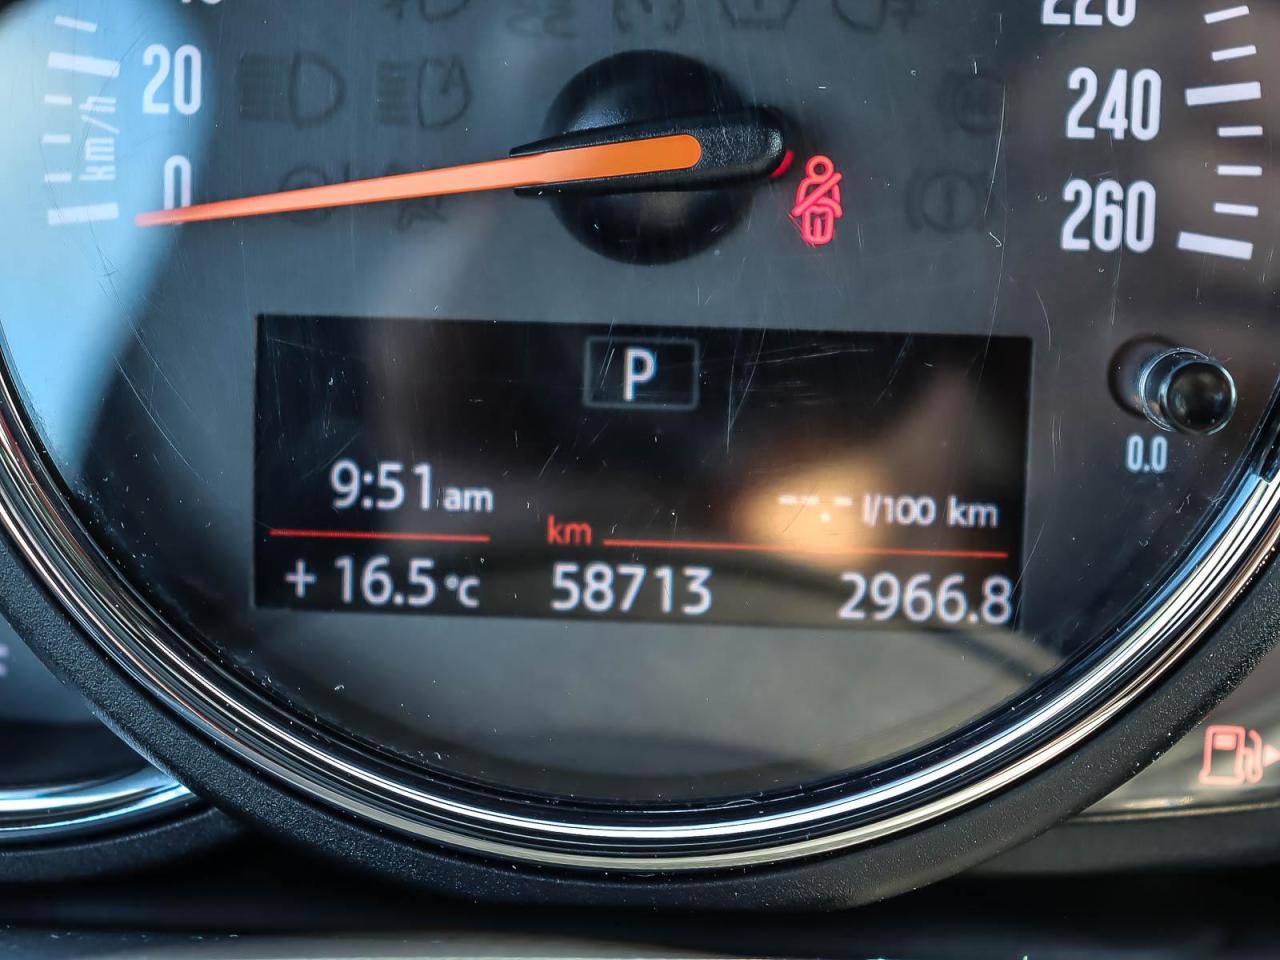 220
20
240
km/h
0
260
P
0.0
9:51 am
--.- l/100 km
km
+ 16.5 °C
58713
2966.8